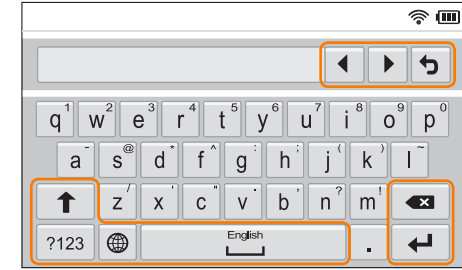 q 1 w 2 e 3 r 4 t 5 y 6 u 7 i 8 o 9 p 0
a - s @ d * f ^ g : h ; j ( k ) l ~
z / x ' c " v . b , n ? m !
?123 English .